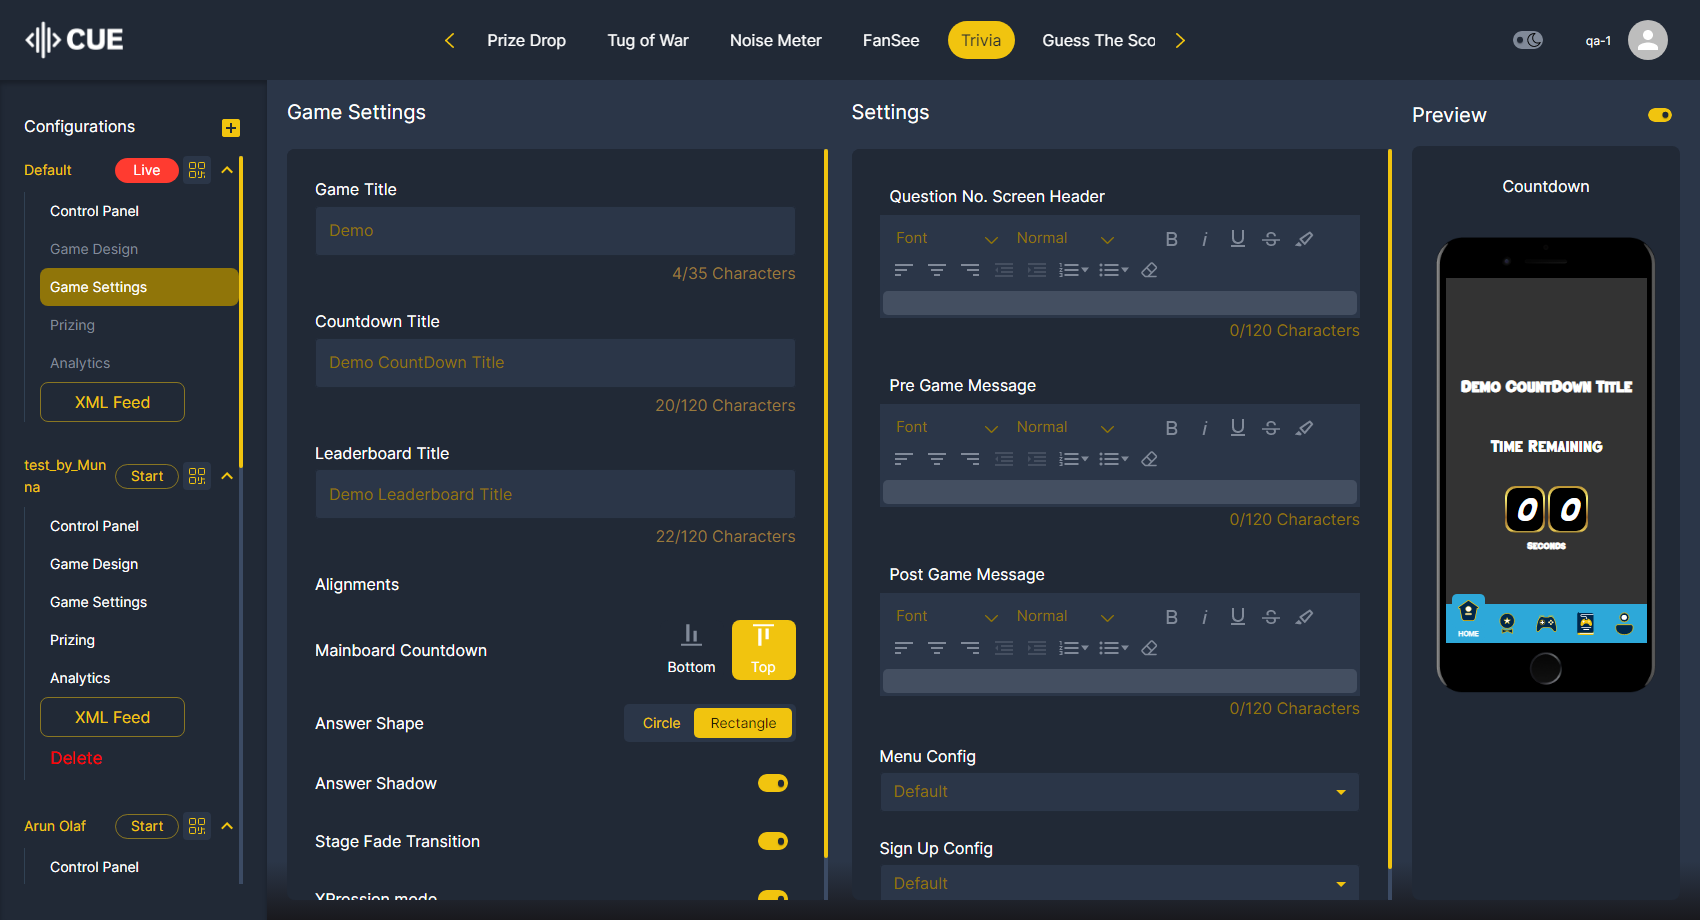 CUE
Prize Drop
Tug of War
Noise Meter
FanSee
Trivia
Guess The Sco
qa-1
Configurations
Default
Live
Control Panel
Game Design
Game Settings
Prizing
Analytics
XML Feed
test_by_Mun
na
Start
Control Panel
Game Design
Game Settings
Prizing
Analytics
XML Feed
Delete
Arun Olaf
Start
Control Panel
Game Settings
Game Title
Demo
4/35 Characters
Countdown Title
Demo CountDown Title
20/120 Characters
Leaderboard Title
Demo Leaderboard Title
22/120 Characters
Alignments
Mainboard Countdown
Bottom
Top
Answer Shape
Circle
Rectangle
Answer Shadow
Stage Fade Transition
XPression mode
Settings
Question No. Screen Header
Font
Normal
B i U S
0/120 Characters
Pre Game Message
Font
Normal
B i U S
0/120 Characters
Post Game Message
Font
Normal
B i U S
0/120 Characters
Menu Config
Default
Sign Up Config
Default
Preview
Countdown
Demo CountDown Title
Time Remaining
0 0
Seconds
HOME